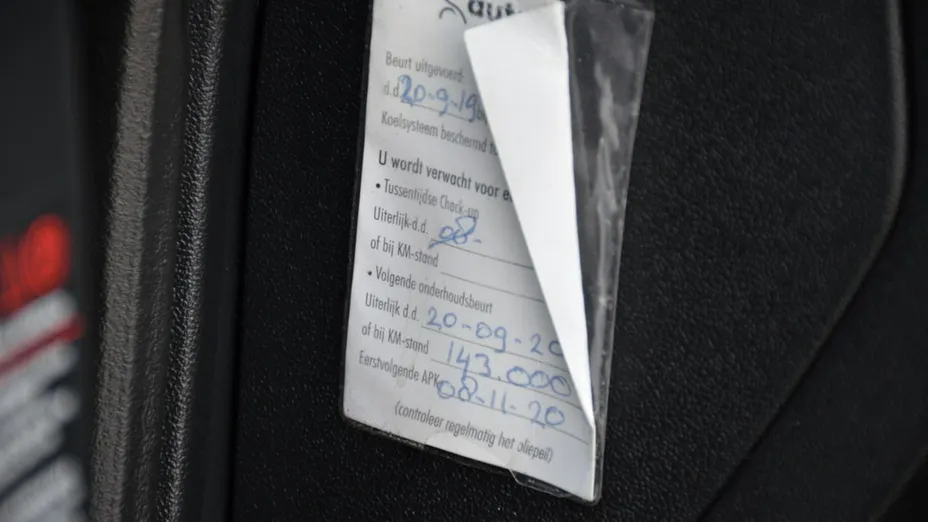 Beurt uitgevoerd:
d.d 20-9-19
Koelsysteem beschermd
U wordt verwacht voor
• Tussentijdse Check-up
Uiterlijk d.d. 08-
of bij KM-stand
• Volgende onderhoudsbeurt
Uiterlijk d.d. 20-09-20
of bij KM-stand 143.000
Eerstvolgende APK 08-11-20
(controleer regelmatig het oliepeil)